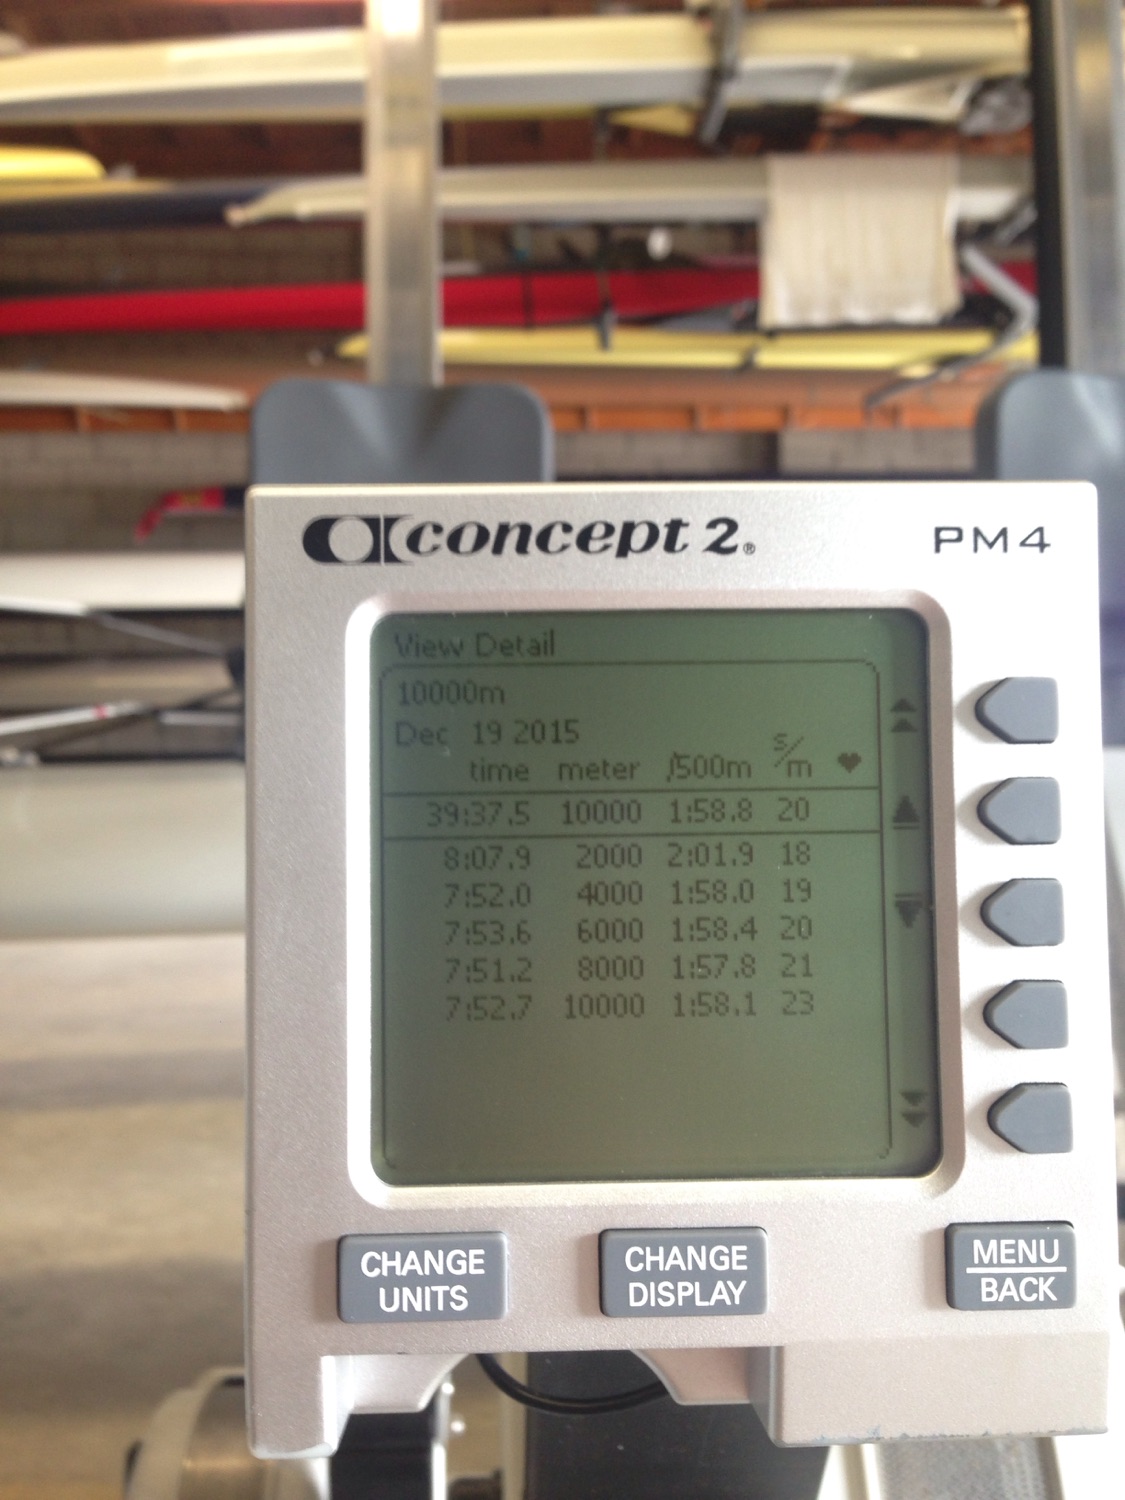 concept 2®
PM4
View Detail
10000m
Dec 19 2015
time meter /500m s/m ♥
39:37.5 10000 1:58.8 20
8:07.9 2000 2:01.9 18
7:52.0 4000 1:58.0 19
7:53.6 6000 1:58.4 20
7:51.2 8000 1:57.8 21
7:52.7 10000 1:58.1 23
CHANGE
UNITS
CHANGE
DISPLAY
MENU
BACK